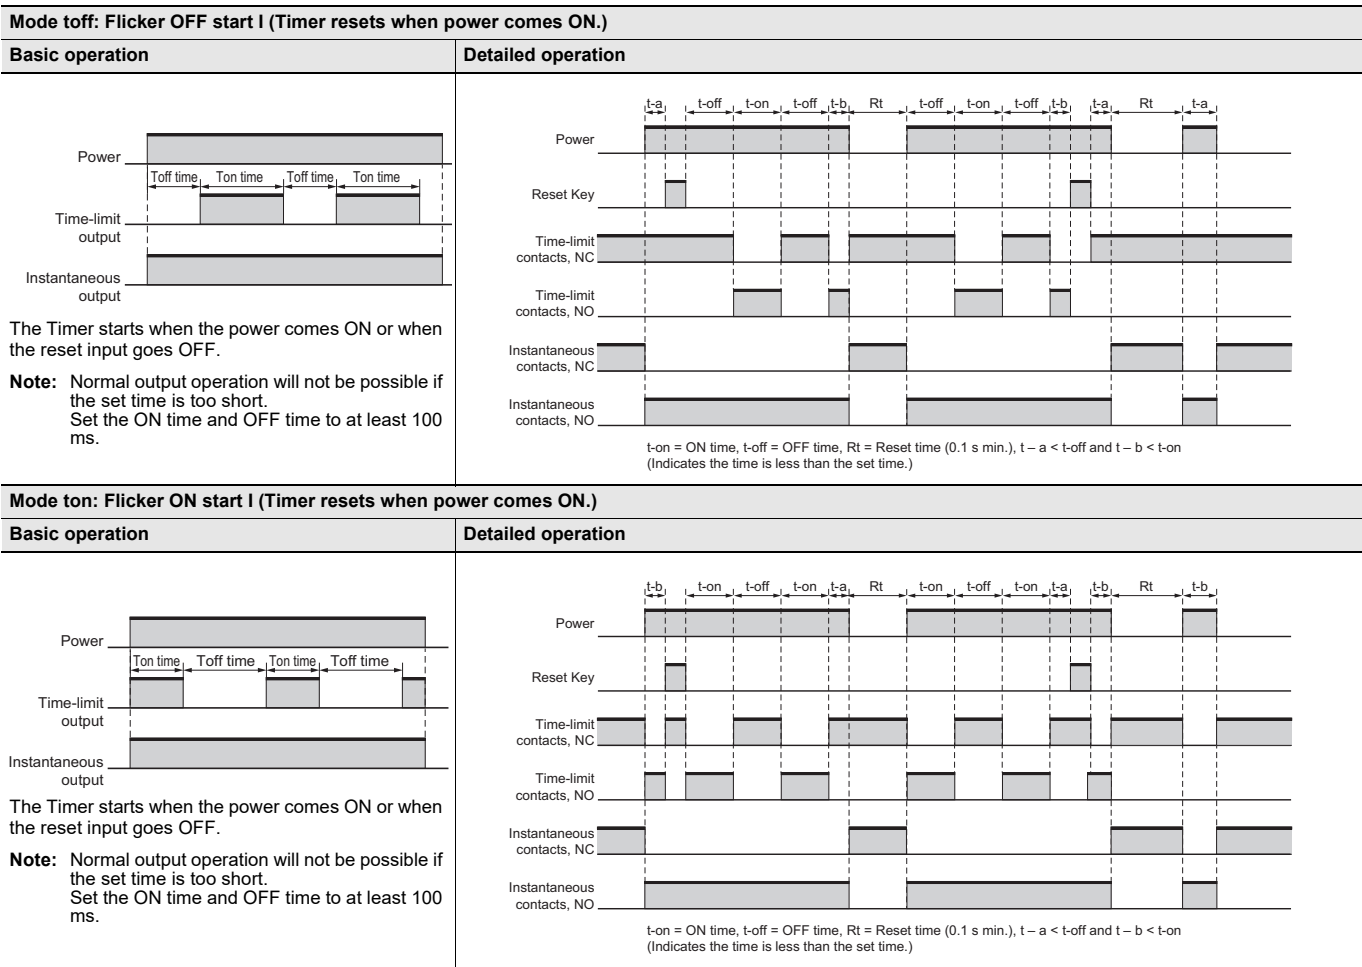 Mode toff: Flicker OFF start I (Timer resets when power comes ON.)
Basic operation
Detailed operation
Power
Toff time Ton time Toff time Ton time
Time-limit
output
Instantaneous
output
The Timer starts when the power comes ON or when
the reset input goes OFF.
Note: Normal output operation will not be possible if
the set time is too short.
Set the ON time and OFF time to at least 100
ms.
t-a t-off t-on t-off t-b Rt t-off t-on t-off t-b t-a Rt t-a
Power
Reset Key
Time-limit
contacts, NC
Time-limit
contacts, NO
Instantaneous
contacts, NC
Instantaneous
contacts, NO
t-on = ON time, t-off = OFF time, Rt = Reset time (0.1 s min.), t – a < t-off and t – b < t-on
(Indicates the time is less than the set time.)
Mode ton: Flicker ON start I (Timer resets when power comes ON.)
Basic operation
Detailed operation
Power
Ton time Toff time Ton time Toff time
Time-limit
output
Instantaneous
output
The Timer starts when the power comes ON or when
the reset input goes OFF.
Note: Normal output operation will not be possible if
the set time is too short.
Set the ON time and OFF time to at least 100
ms.
t-b t-on t-off t-on t-a Rt t-on t-off t-on t-a t-b Rt t-b
Power
Reset Key
Time-limit
contacts, NC
Time-limit
contacts, NO
Instantaneous
contacts, NC
Instantaneous
contacts, NO
t-on = ON time, t-off = OFF time, Rt = Reset time (0.1 s min.), t – a < t-off and t – b < t-on
(Indicates the time is less than the set time.)